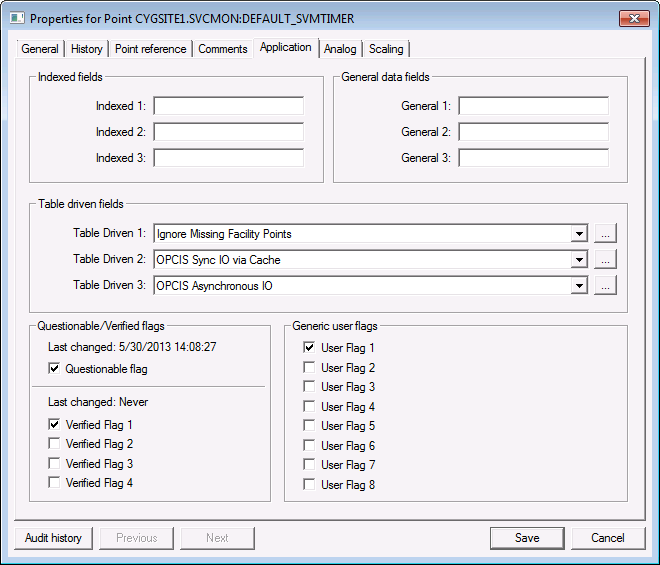 Properties for Point CYGSITE1.SVCMON:DEFAULT_SVMTIMER
General History Point reference Comments Application Analog Scaling
Indexed fields
Indexed 1:
Indexed 2:
Indexed 3:
General data fields
General 1:
General 2:
General 3:
Table driven fields
Table Driven 1: Ignore Missing Facility Points ...
Table Driven 2: OPCIS Sync IO via Cache ...
Table Driven 3: OPCIS Asynchronous IO ...
Questionable/Verified flags
Last changed: 5/30/2013 14:08:27
Questionable flag
Last changed: Never
Verified Flag 1
Verified Flag 2
Verified Flag 3
Verified Flag 4
Generic user flags
User Flag 1
User Flag 2
User Flag 3
User Flag 4
User Flag 5
User Flag 6
User Flag 7
User Flag 8
Audit history Previous Next Save Cancel